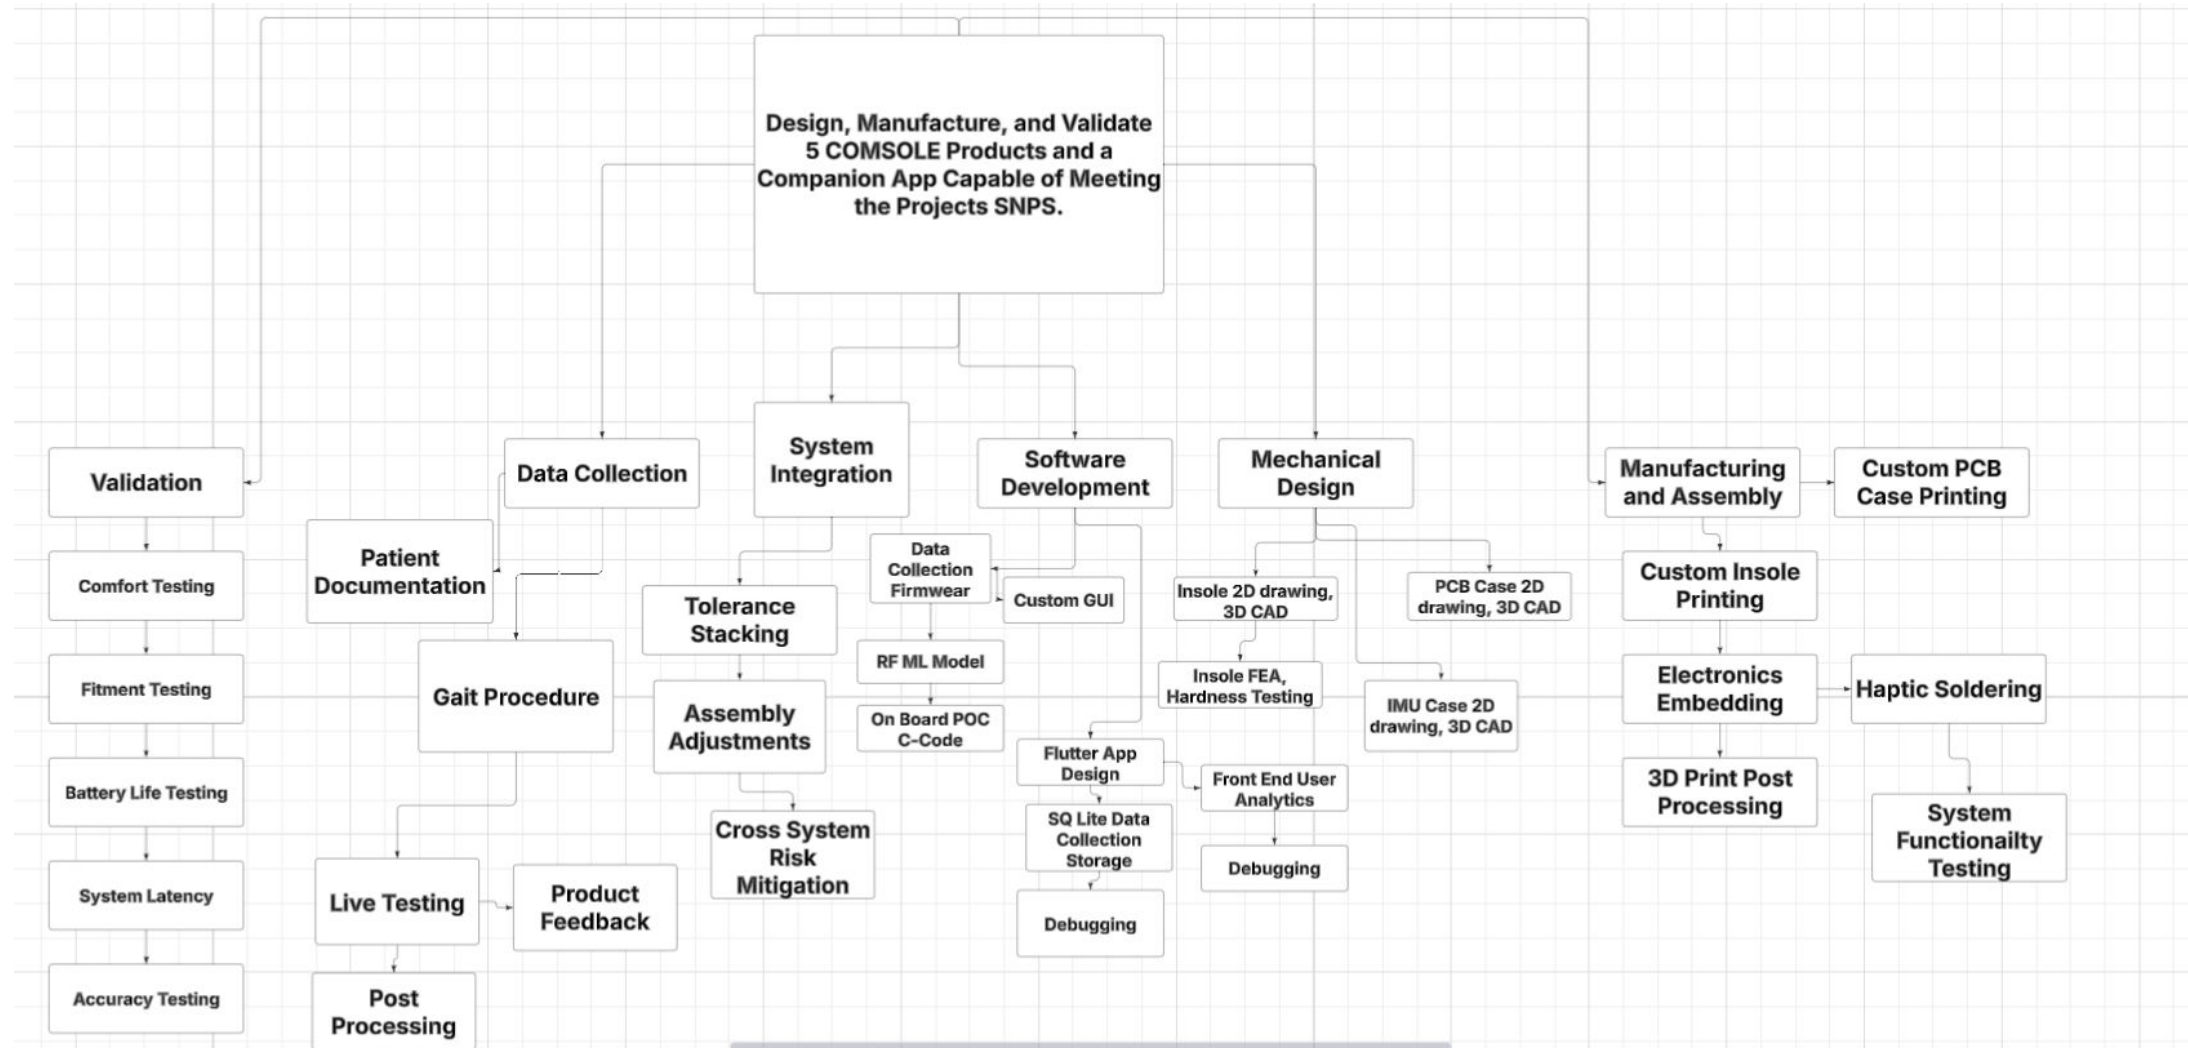 Design, Manufacture, and Validate
5 COMSOLE Products and a
Companion App Capable of Meeting
the Projects SNPS.
Validation
Comfort Testing
Fitment Testing
Battery Life Testing
System Latency
Accuracy Testing
Data Collection
Patient
Documentation
Gait Procedure
Live Testing
Product
Feedback
Post
Processing
System
Integration
Tolerance
Stacking
Assembly
Adjustments
Cross System
Risk
Mitigation
Software
Development
Data
Collection
Firmwear
Custom GUI
RF ML Model
On Board POC
C-Code
Flutter App
Design
Front End User
Analytics
Debugging
SQ Lite Data
Collection
Storage
Debugging
Mechanical
Design
Insole 2D drawing,
3D CAD
Insole FEA,
Hardness Testing
PCB Case 2D
drawing, 3D CAD
IMU Case 2D
drawing, 3D CAD
Manufacturing
and Assembly
Custom PCB
Case Printing
Custom Insole
Printing
Electronics
Embedding
Haptic Soldering
3D Print Post
Processing
System
Functionailty
Testing